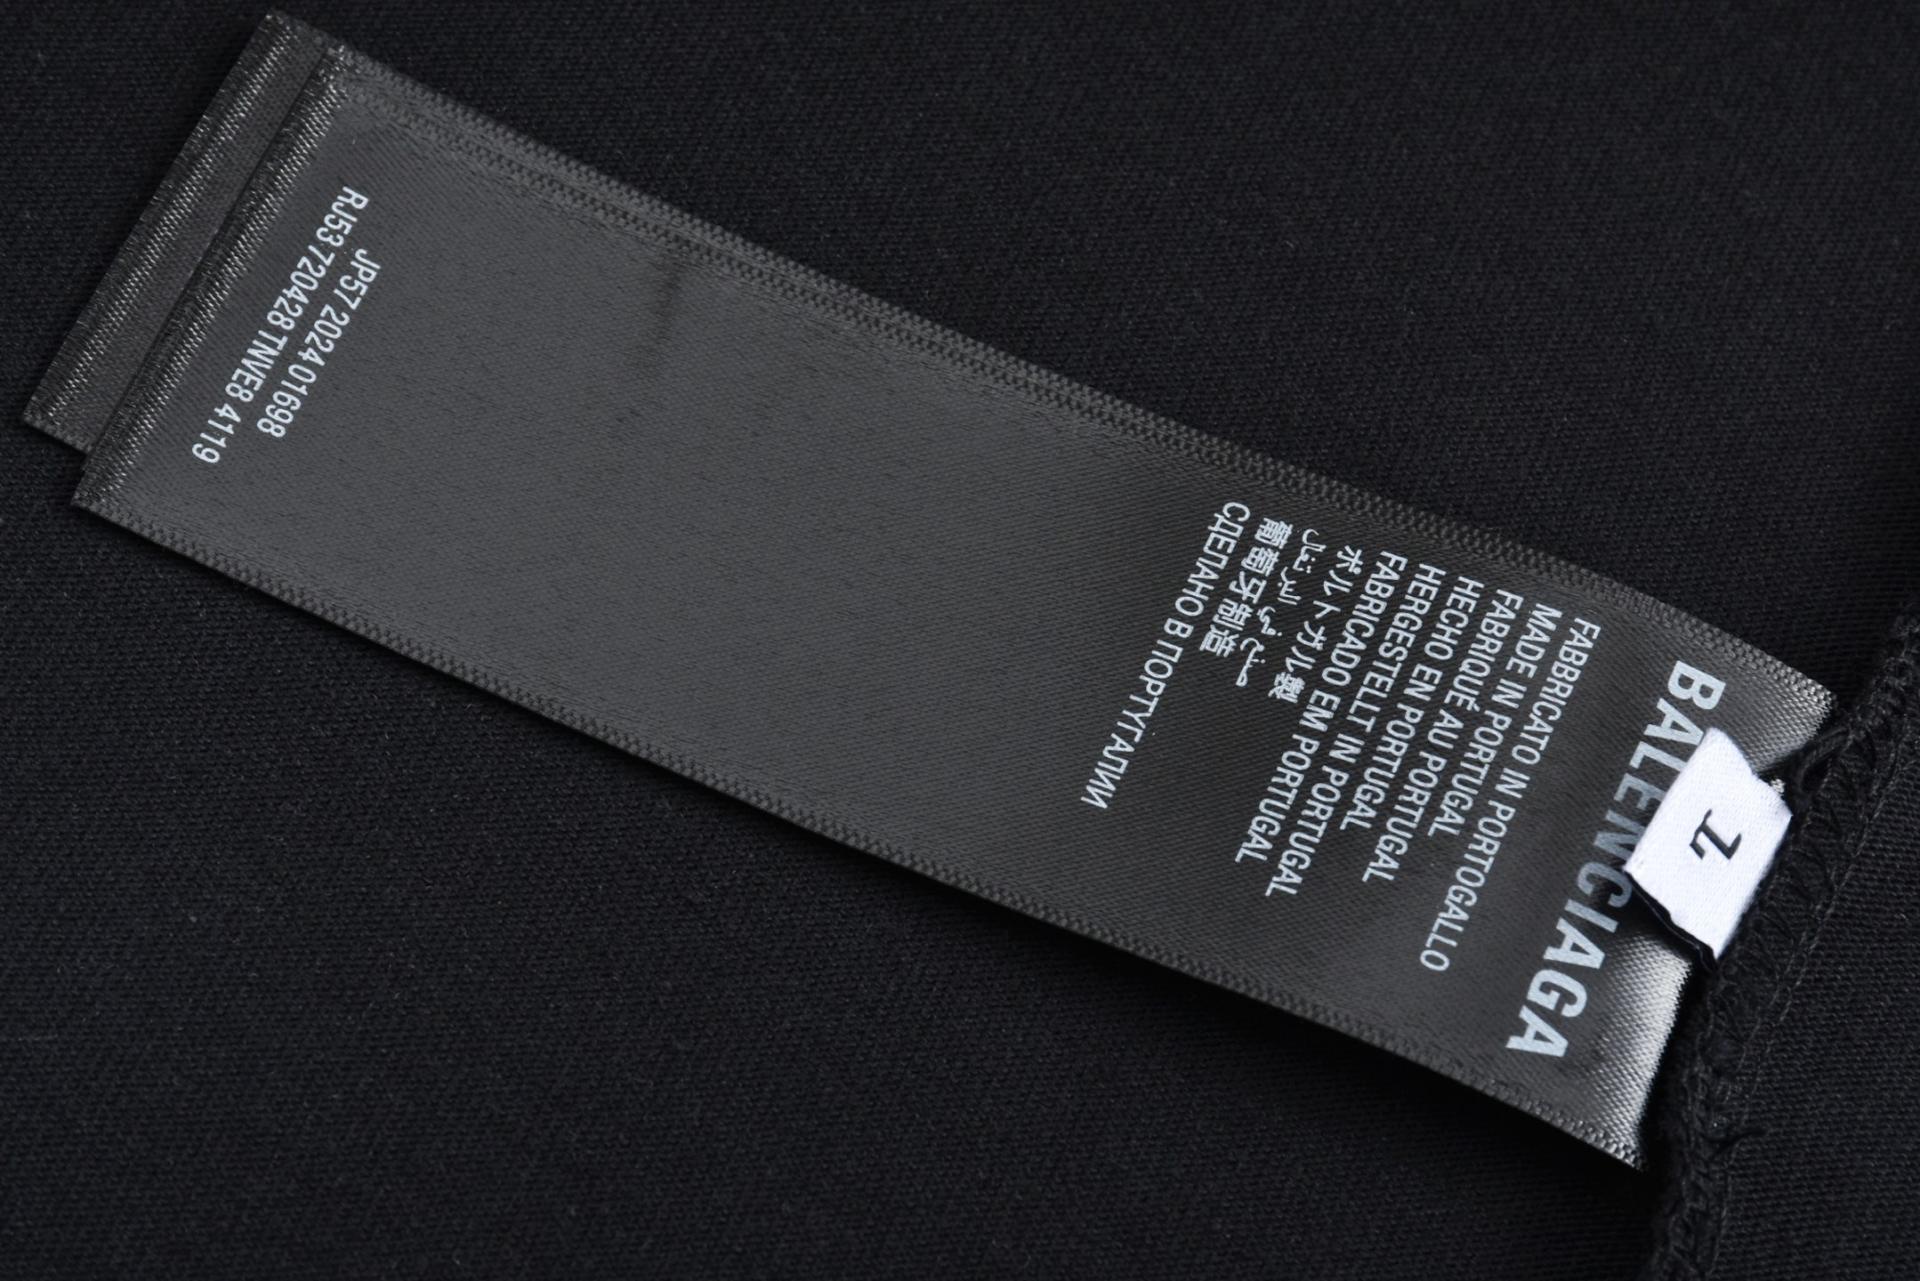 BALENCIAGA
FABBRICATO IN PORTOGALLO
MADE IN PORTUGAL
FABRIQUÉ AU PORTUGAL
HECHO EN PORTUGAL
HERGESTELLT IN PORTUGAL
FABRICADO EM PORTUGAL
ポルトガル製
صنع في البرتغال
葡萄牙制造
СДЕЛАНО В ПОРТУГАЛИИ
JP57 2024 01698
RJ53 720428 TNVE8 4119